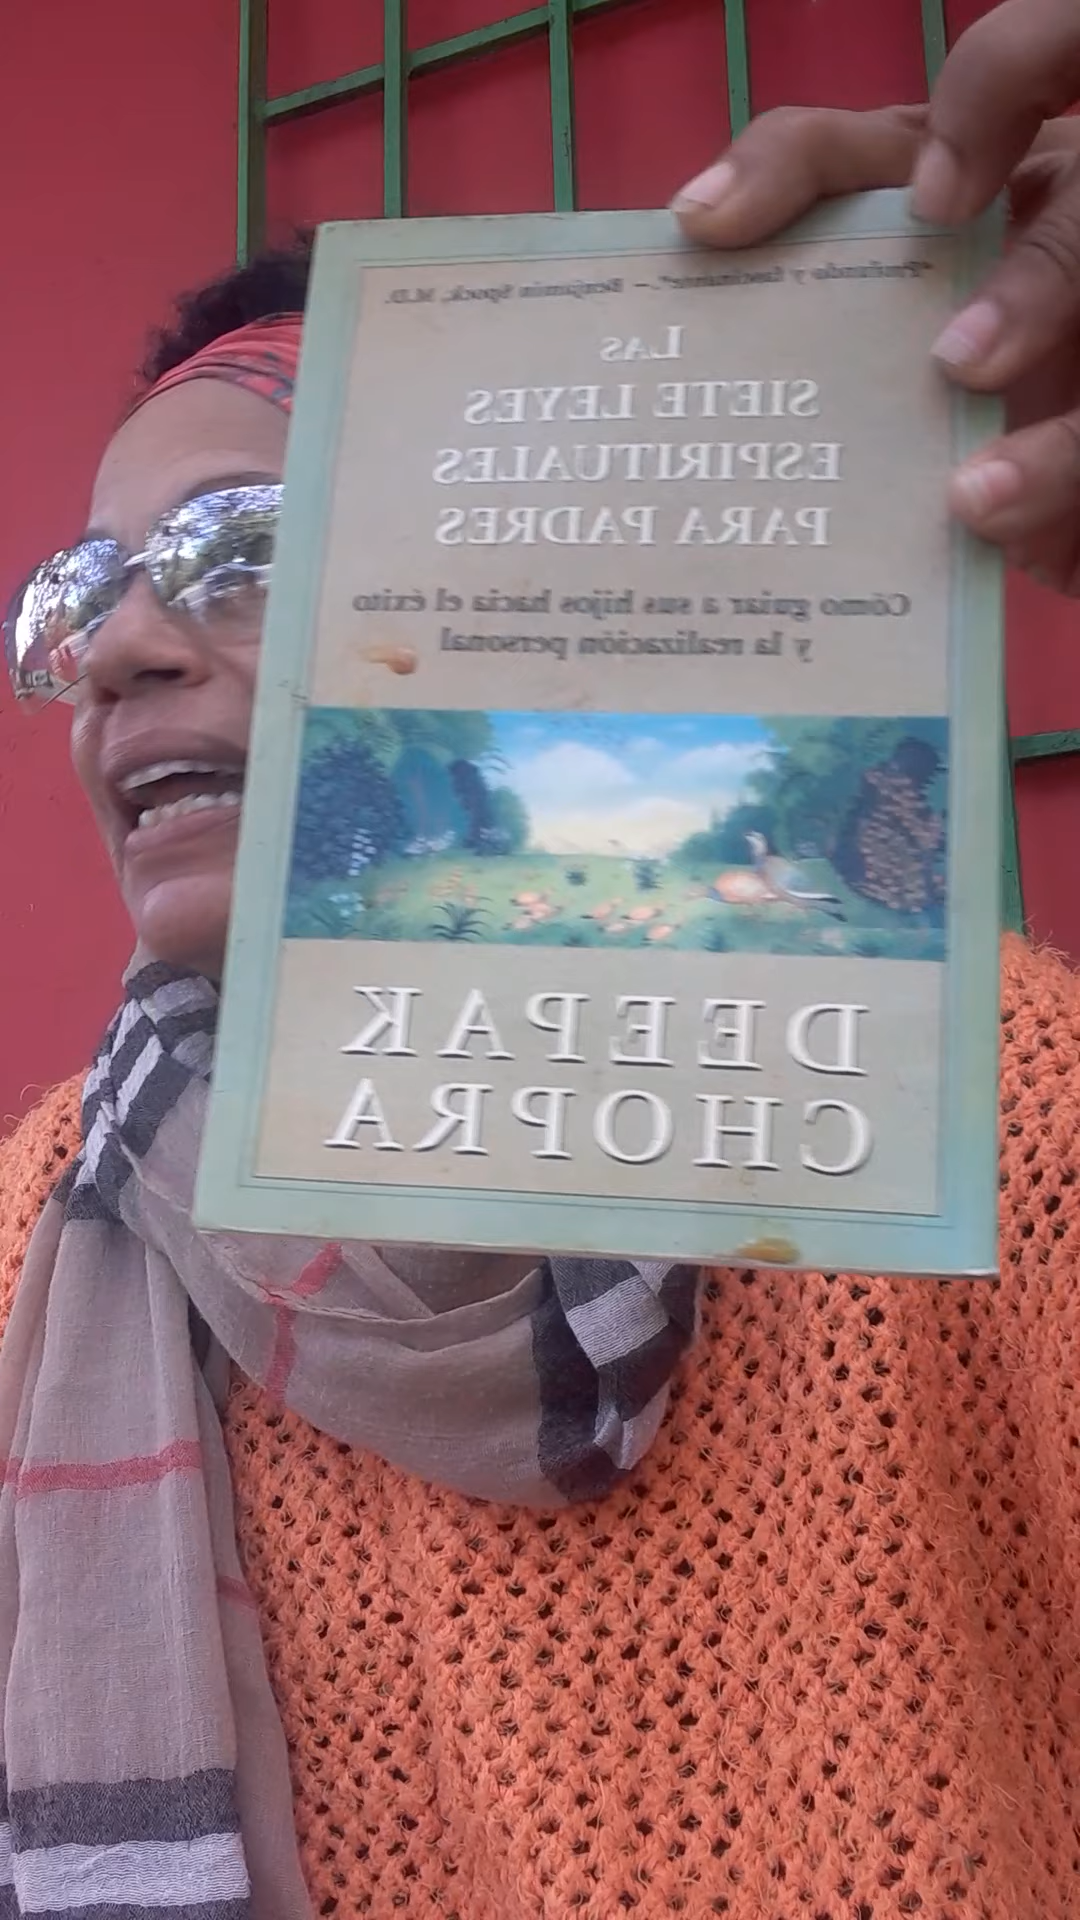 "Profundo y fascinante".– Benjamin Spock, M.D.
LAS
SIETE LEYES
ESPIRITUALES
PARA PADRES
Cómo guiar a sus hijos hacia el éxito
y la realización personal
DEEPAK
CHOPRA